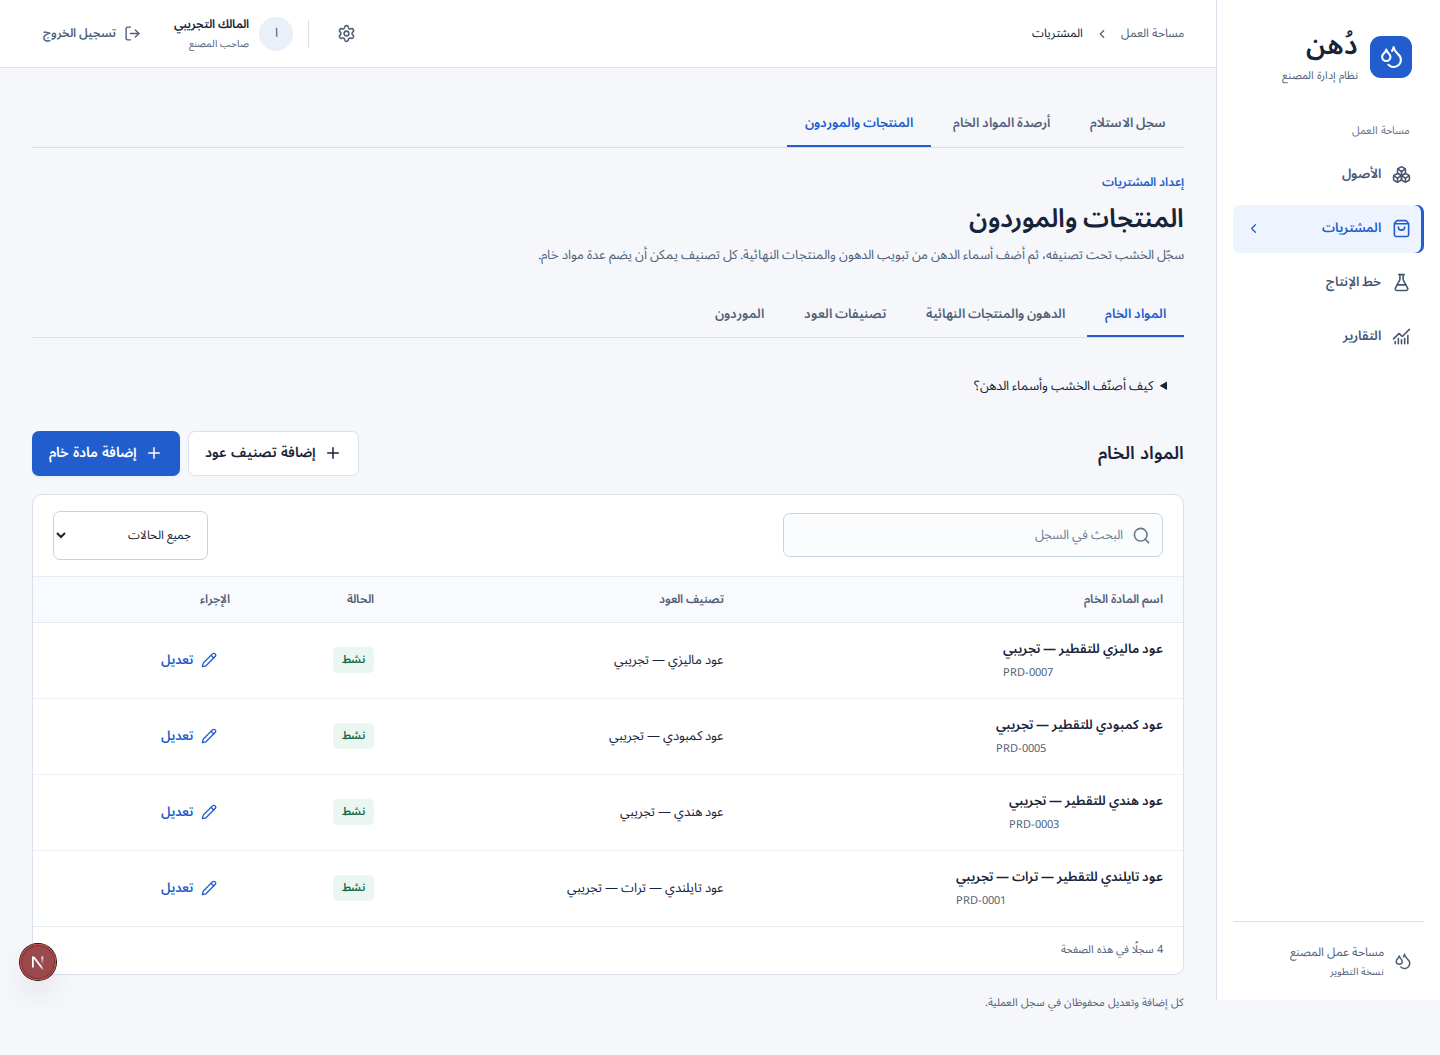 دُهن
نظام إدارة المصنع
مساحة العمل
الأصول
المشتريات
خط الإنتاج
التقارير
مساحة عمل المصنع
نسخة التطوير
مساحة العمل
المشتريات
ا
المالك التجريبي
صاحب المصنع
تسجيل الخروج
سجل الاستلام
أرصدة المواد الخام
المنتجات والموردون
إعداد المشتريات
المنتجات والموردون
سجّل الخشب تحت تصنيفه، ثم أضف أسماء الدهن من تبويب الدهون والمنتجات النهائية. كل تصنيف يمكن أن يضم عدة مواد خام.
المواد الخام
الدهون والمنتجات النهائية
تصنيفات العود
الموردون
كيف أصنّف الخشب وأسماء الدهن؟
المواد الخام
إضافة تصنيف عود
إضافة مادة خام
البحث في السجل
جميع الحالات
اسم المادة الخام
تصنيف العود
الحالة
الإجراء
عود ماليزي للتقطير — تجريبي
PRD-0007
عود ماليزي — تجريبي
نشط
تعديل
عود كمبودي للتقطير — تجريبي
PRD-0005
عود كمبودي — تجريبي
نشط
تعديل
عود هندي للتقطير — تجريبي
PRD-0003
عود هندي — تجريبي
نشط
تعديل
عود تايلندي للتقطير — ترات — تجريبي
PRD-0001
عود تايلندي — ترات — تجريبي
نشط
تعديل
4 سجلًا في هذه الصفحة
كل إضافة وتعديل محفوظان في سجل العملية.
N